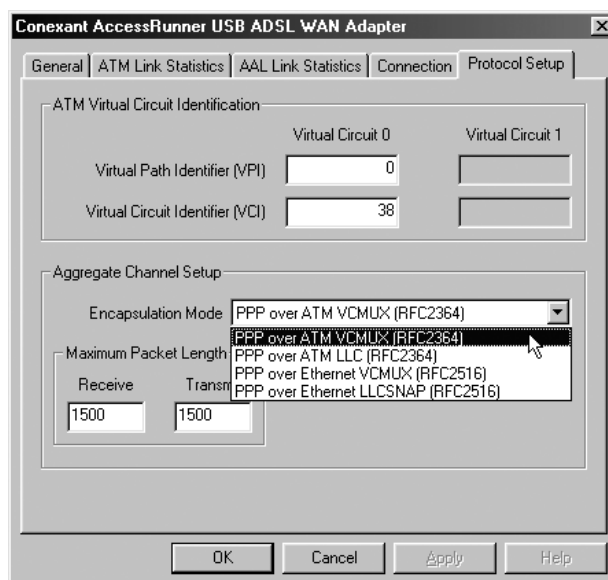 Conexant AccessRunner USB ADSL WAN Adapter
General ATM Link Statistics AAL Link Statistics Connection Protocol Setup
ATM Virtual Circuit Identification
Virtual Circuit 0 Virtual Circuit 1
Virtual Path Identifier (VPI) 0
Virtual Circuit Identifier (VCI) 38
Aggregate Channel Setup
Encapsulation Mode PPP over ATM VCMUX (RFC2364)
PPP over ATM VCMUX (RFC2364)
Maximum Packet Length PPP over ATM LLC (RFC2364)
PPP over Ethernet VCMUX (RFC2516)
Receive Transm PPP over Ethernet LLCSNAP (RFC2516)
1500 1500
OK Cancel Apply Help